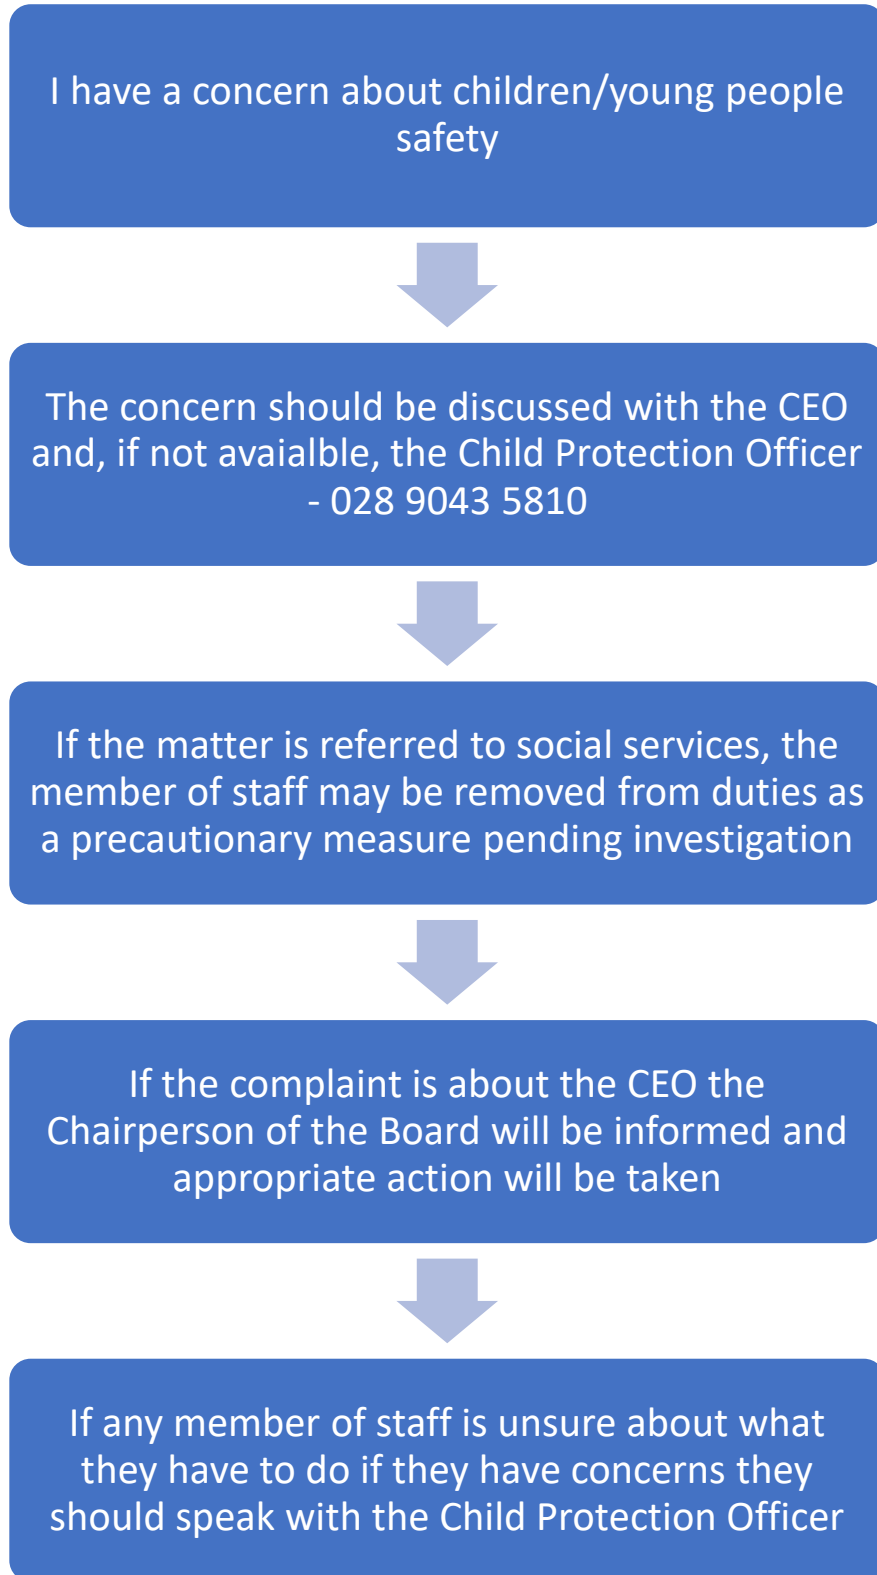 I have a concern about children/young people
safety
The concern should be discussed with the CEO
and, if not avaialble, the Child Protection Officer
- 028 9043 5810
If the matter is referred to social services, the
member of staff may be removed from duties as
a precautionary measure pending investigation
If the complaint is about the CEO the
Chairperson of the Board will be informed and
appropriate action will be taken
If any member of staff is unsure about what
they have to do if they have concerns they
should speak with the Child Protection Officer